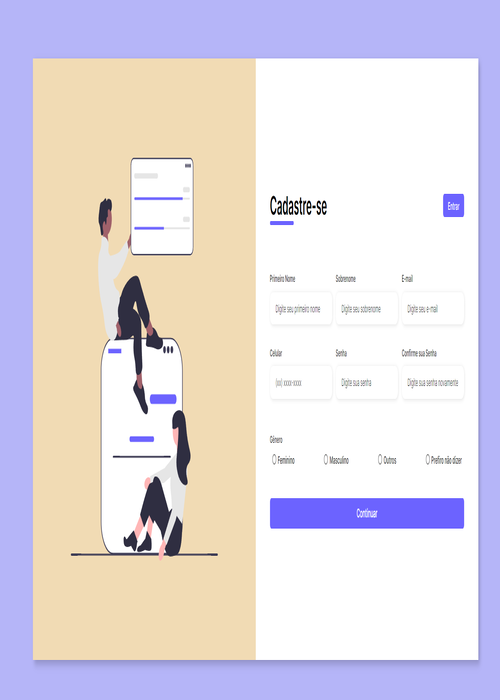 Cadastre-se
Entrar
Primeiro Nome Sobrenome E-mail
Digite seu primeiro nome Digite seu sobrenome Digite seu e-mail
Celular Senha Confirme sua Senha
(xx) xxxx-xxxx Digite sua senha Digite sua senha novamente
Gênero
Feminino Masculino Outros Prefiro não dizer
Continuar